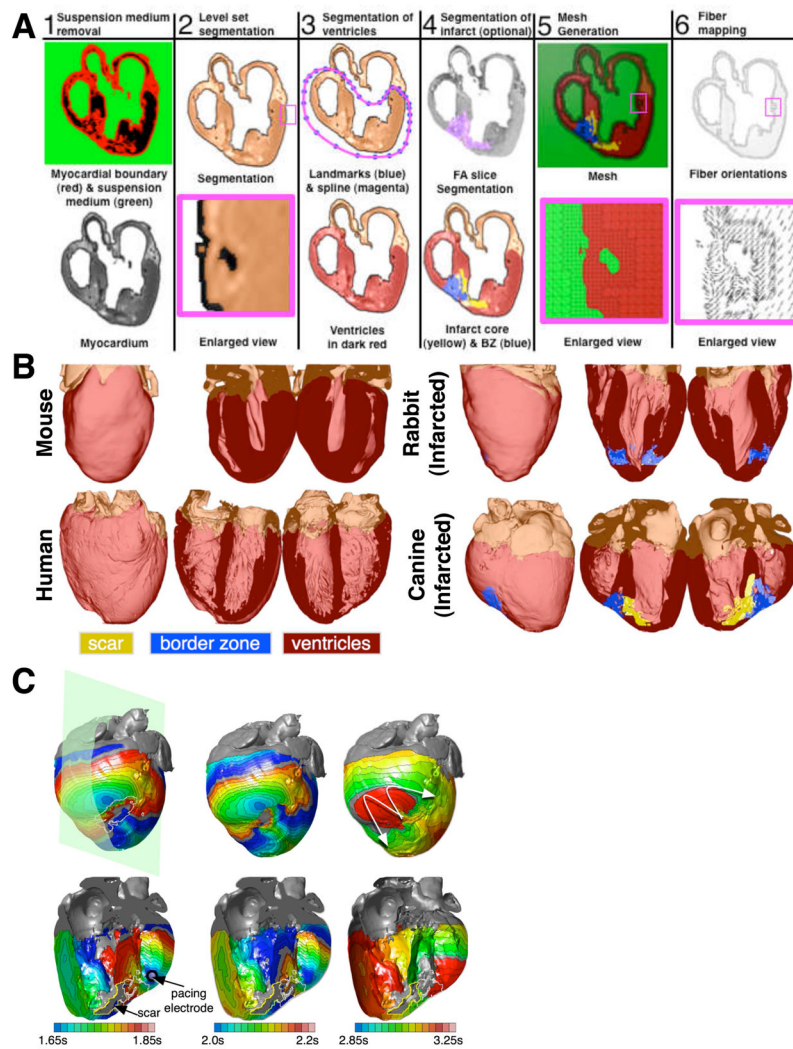 A
1 Suspension medium
removal
2 Level set
segmentation
3 Segmentation of
ventricles
4 Segmentation of
infarct (optional)
5 Mesh
Generation
6 Fiber
mapping
Myocardial boundary
(red) & suspension
medium (green)
Segmentation
Landmarks (blue)
& spline (magenta)
FA slice
Segmentation
Mesh
Fiber orientations
Myocardium
Enlarged view
Ventricles
in dark red
Infarct core
(yellow) & BZ (blue)
Enlarged view
Enlarged view
B
Mouse
Rabbit
(Infarcted)
Human
Canine
(Infarcted)
scar
border zone
ventricles
C
pacing
electrode
scar
1.65s
1.85s
2.0s
2.2s
2.85s
3.25s